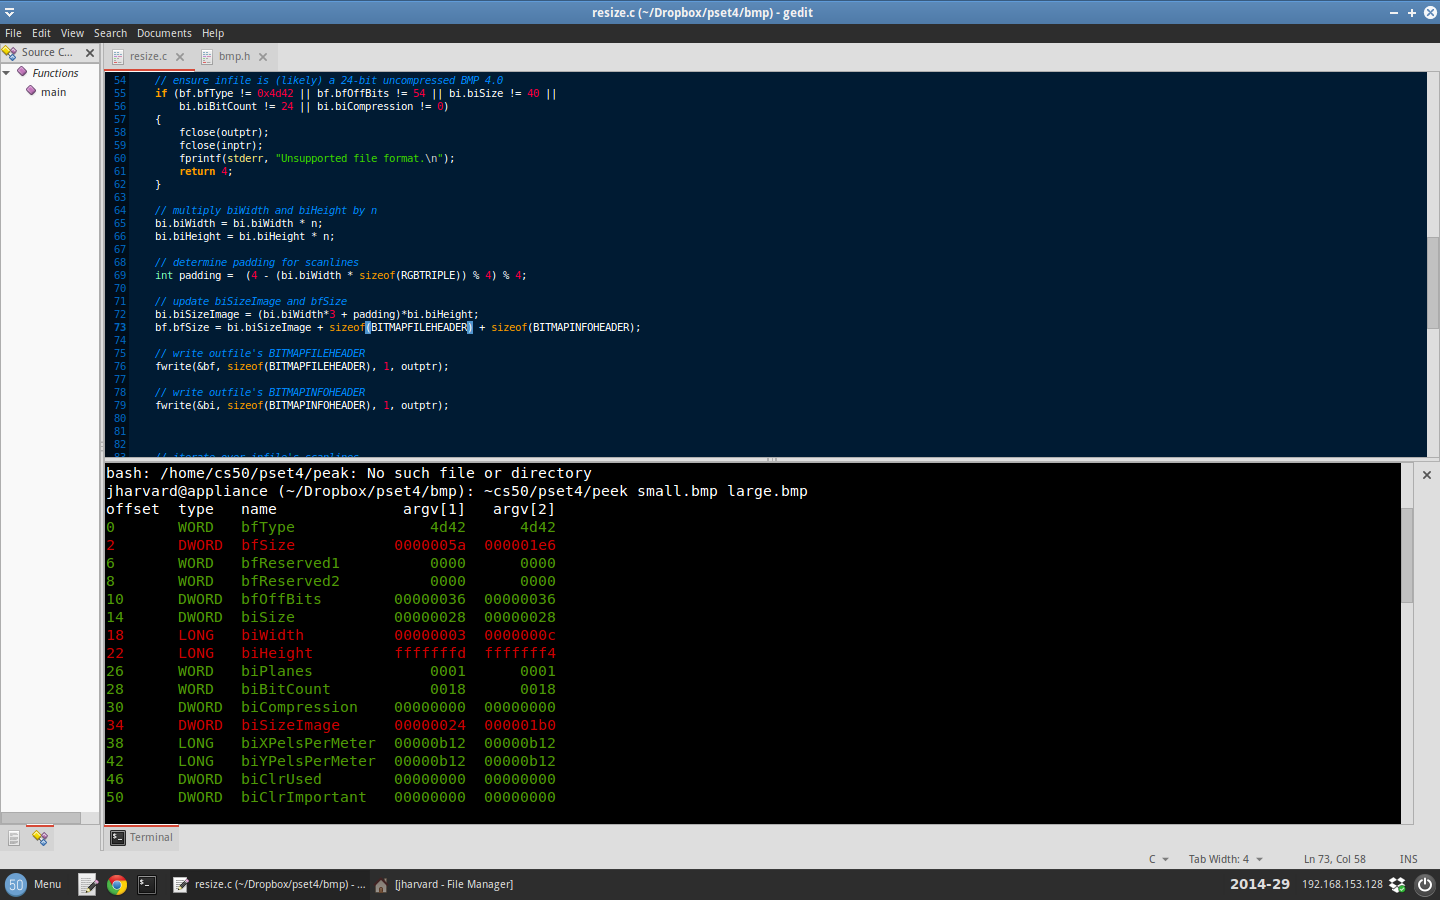 resize.c (~/Dropbox/pset4/bmp) - gedit
File Edit View Search Documents Help
Source C...
Functions
main
resize.c
bmp.h
54 // ensure infile is (likely) a 24-bit uncompressed BMP 4.0
55 if (bf.bfType != 0x4d42 || bf.bfOffBits != 54 || bi.biSize != 40 ||
56 bi.biBitCount != 24 || bi.biCompression != 0)
57 {
58 fclose(outptr);
59 fclose(inptr);
60 fprintf(stderr, "Unsupported file format.\n");
61 return 4;
62 }
63
64 // multiply biWidth and biHeight by n
65 bi.biWidth = bi.biWidth * n;
66 bi.biHeight = bi.biHeight * n;
67
68 // determine padding for scanlines
69 int padding =  (4 - (bi.biWidth * sizeof(RGBTRIPLE)) % 4) % 4;
70
71 // update biSizeImage and bfSize
72 bi.biSizeImage = (bi.biWidth*3 + padding)*bi.biHeight;
73 bf.bfSize = bi.biSizeImage + sizeof(BITMAPFILEHEADER) + sizeof(BITMAPINFOHEADER);
74
75 // write outfile's BITMAPFILEHEADER
76 fwrite(&bf, sizeof(BITMAPFILEHEADER), 1, outptr);
77
78 // write outfile's BITMAPINFOHEADER
79 fwrite(&bi, sizeof(BITMAPINFOHEADER), 1, outptr);
80
81
82
83 // iterate over infile's scanlines
bash: /home/cs50/pset4/peak: No such file or directory
jharvard@appliance (~/Dropbox/pset4/bmp): ~cs50/pset4/peek small.bmp large.bmp
offset type name argv[1] argv[2]
0 WORD bfType 4d42 4d42
2 DWORD bfSize 0000005a 000001e6
6 WORD bfReserved1 0000 0000
8 WORD bfReserved2 0000 0000
10 DWORD bfOffBits 00000036 00000036
14 DWORD biSize 00000028 00000028
18 LONG biWidth 00000003 0000000c
22 LONG biHeight fffffffd fffffff4
26 WORD biPlanes 0001 0001
28 WORD biBitCount 0018 0018
30 DWORD biCompression 00000000 00000000
34 DWORD biSizeImage 00000024 000001b0
38 LONG biXPelsPerMeter 00000b12 00000b12
42 LONG biYPelsPerMeter 00000b12 00000b12
46 DWORD biClrUsed 00000000 00000000
50 DWORD biClrImportant 00000000 00000000
Terminal
C Tab Width: 4 Ln 73, Col 58 INS
50 Menu resize.c (~/Dropbox/pset4/bmp) - ... [jharvard - File Manager] 2014-29 192.168.153.128